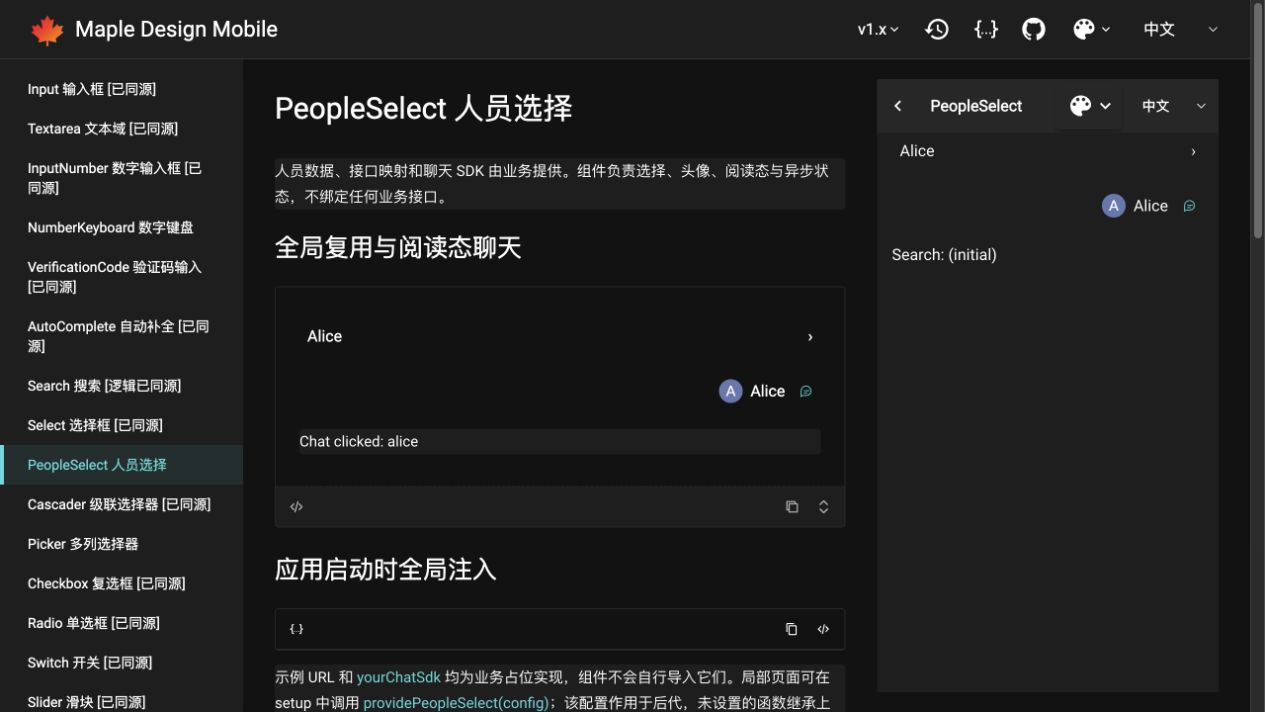 Maple Design Mobile
v1.x
中文
Input 输入框 [已同源]
Textarea 文本域 [已同源]
InputNumber 数字输入框 [已
同源]
NumberKeyboard 数字键盘
VerificationCode 验证码输入
[已同源]
AutoComplete 自动补全 [已同
源]
Search 搜索 [逻辑已同源]
Select 选择框 [已同源]
PeopleSelect 人员选择
Cascader 级联选择器 [已同源]
Picker 多列选择器
Checkbox 复选框 [已同源]
Radio 单选框 [已同源]
Switch 开关 [已同源]
Slider 滑块 [已同源]
PeopleSelect 人员选择
人员数据、接口映射和聊天 SDK 由业务提供。组件负责选择、头像、阅读态与异步状
态，不绑定任何业务接口。
全局复用与阅读态聊天
Alice
A Alice
Chat clicked: alice
应用启动时全局注入
示例 URL 和 yourChatSdk 均为业务占位实现，组件不会自行导入它们。局部页面可在
setup 中调用 providePeopleSelect(config)；该配置作用于后代，未设置的函数继承上
PeopleSelect
中文
Alice
A Alice
Search: (initial)